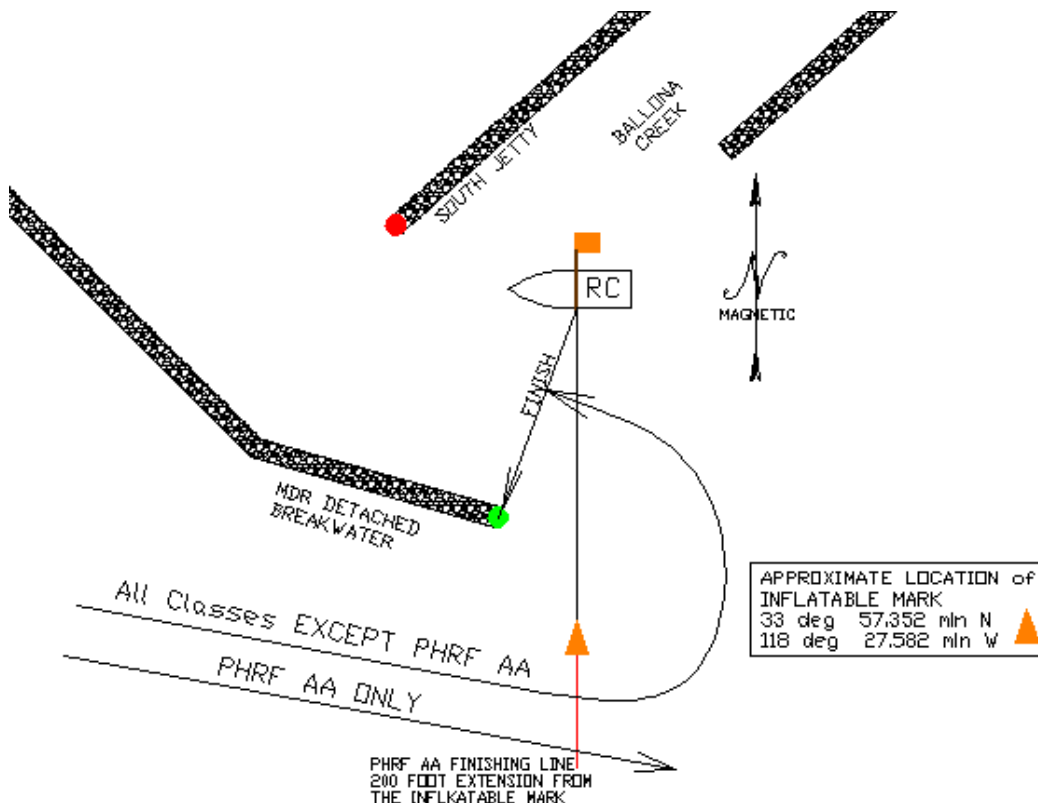 BALLONA
CREEK
SOUTH JETTY
RC
N
MAGNETIC
FINISH
MDR DETACHED
BREAKWATER
All Classes EXCEPT PHRF AA
PHRF AA ONLY
APPROXIMATE LOCATION of
INFLATABLE MARK
33 deg 57.352 min N
118 deg 27.582 min W
PHRF AA FINISHING LINE
200 FOOT EXTENSION FROM
THE INFLKATABLE MARK